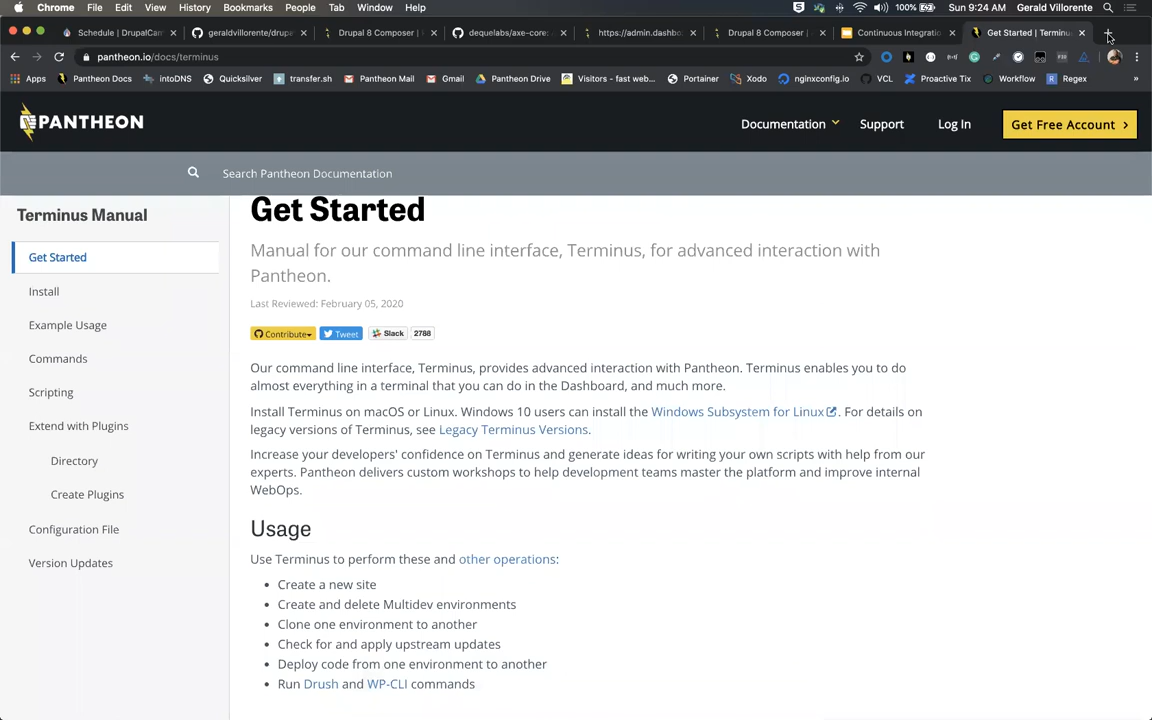 Chrome File Edit View History Bookmarks People Tab Window Help 100% Sun 9:24 AM Gerald Villorente
Schedule | DrupalCam geraldvillorente/drupa Drupal 8 Composer | dequelabs/axe-core: https://admin.dashbo Drupal 8 Composer | Continuous Integratio Get Started | Terminu
pantheon.io/docs/terminus
Apps Pantheon Docs intoDNS Quicksilver transfer.sh Pantheon Mail Gmail Pantheon Drive Visitors - fast web... Portainer Xodo nginxconfig.io VCL Proactive Tix Workflow Regex »
PANTHEON
Documentation Support Log In Get Free Account ›
Search Pantheon Documentation
Terminus Manual
Get Started
Install
Example Usage
Commands
Scripting
Extend with Plugins
Directory
Create Plugins
Configuration File
Version Updates
Get Started
Manual for our command line interface, Terminus, for advanced interaction with
Pantheon.
Last Reviewed: February 05, 2020
Contribute Tweet Slack 2788
Our command line interface, Terminus, provides advanced interaction with Pantheon. Terminus enables you to do
almost everything in a terminal that you can do in the Dashboard, and much more.
Install Terminus on macOS or Linux. Windows 10 users can install the Windows Subsystem for Linux. For details on
legacy versions of Terminus, see Legacy Terminus Versions.
Increase your developers' confidence on Terminus and generate ideas for writing your own scripts with help from our
experts. Pantheon delivers custom workshops to help development teams master the platform and improve internal
WebOps.
Usage
Use Terminus to perform these and other operations:
• Create a new site
• Create and delete Multidev environments
• Clone one environment to another
• Check for and apply upstream updates
• Deploy code from one environment to another
• Run Drush and WP-CLI commands